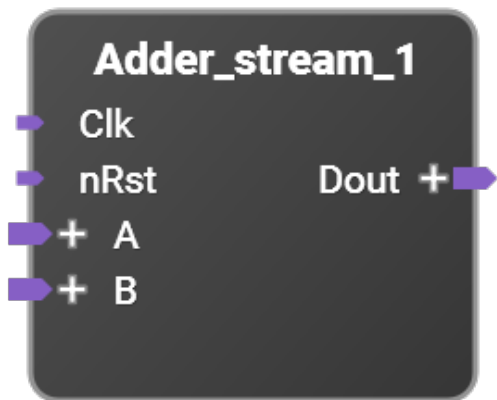 Adder_stream_1
Clk
nRst Dout +
+ A
+ B